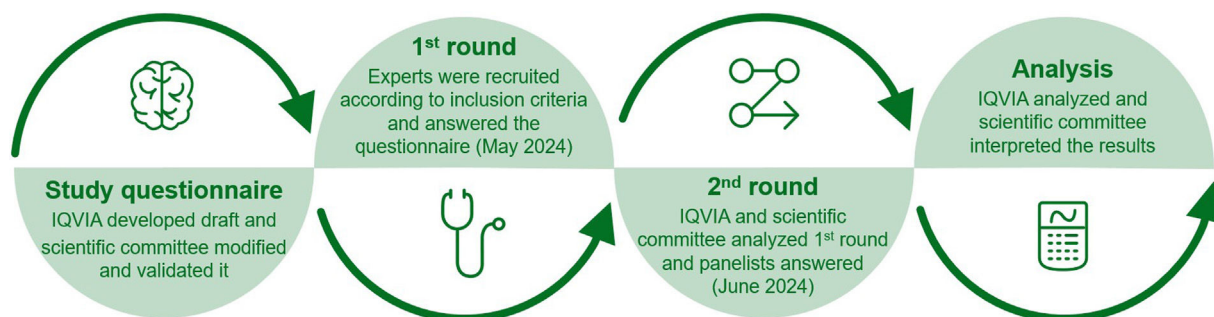 Study questionnaire
IQVIA developed draft and
scientific committee modified
and validated it
1st round
Experts were recruited
according to inclusion criteria
and answered the
questionnaire (May 2024)
2nd round
IQVIA and scientific
committee analyzed 1st round
and panelists answered
(June 2024)
Analysis
IQVIA analyzed and
scientific committee
interpreted the results